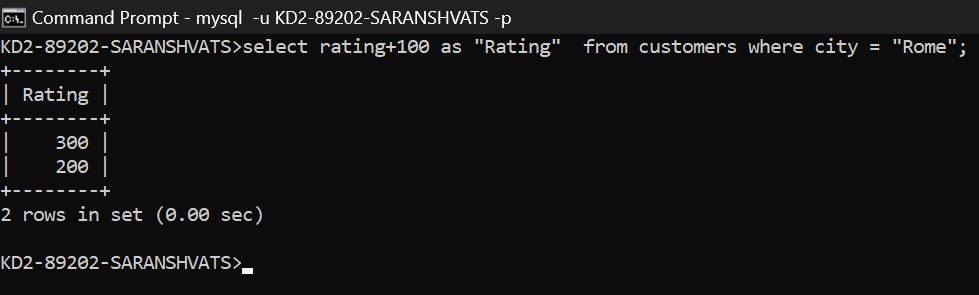 Command Prompt - mysql  -u KD2-89202-SARANSHVATS -p
KD2-89202-SARANSHVATS>select rating+100 as "Rating"  from customers where city = "Rome";
+--------+
| Rating |
+--------+
|    300 |
|    200 |
+--------+
2 rows in set (0.00 sec)
KD2-89202-SARANSHVATS>